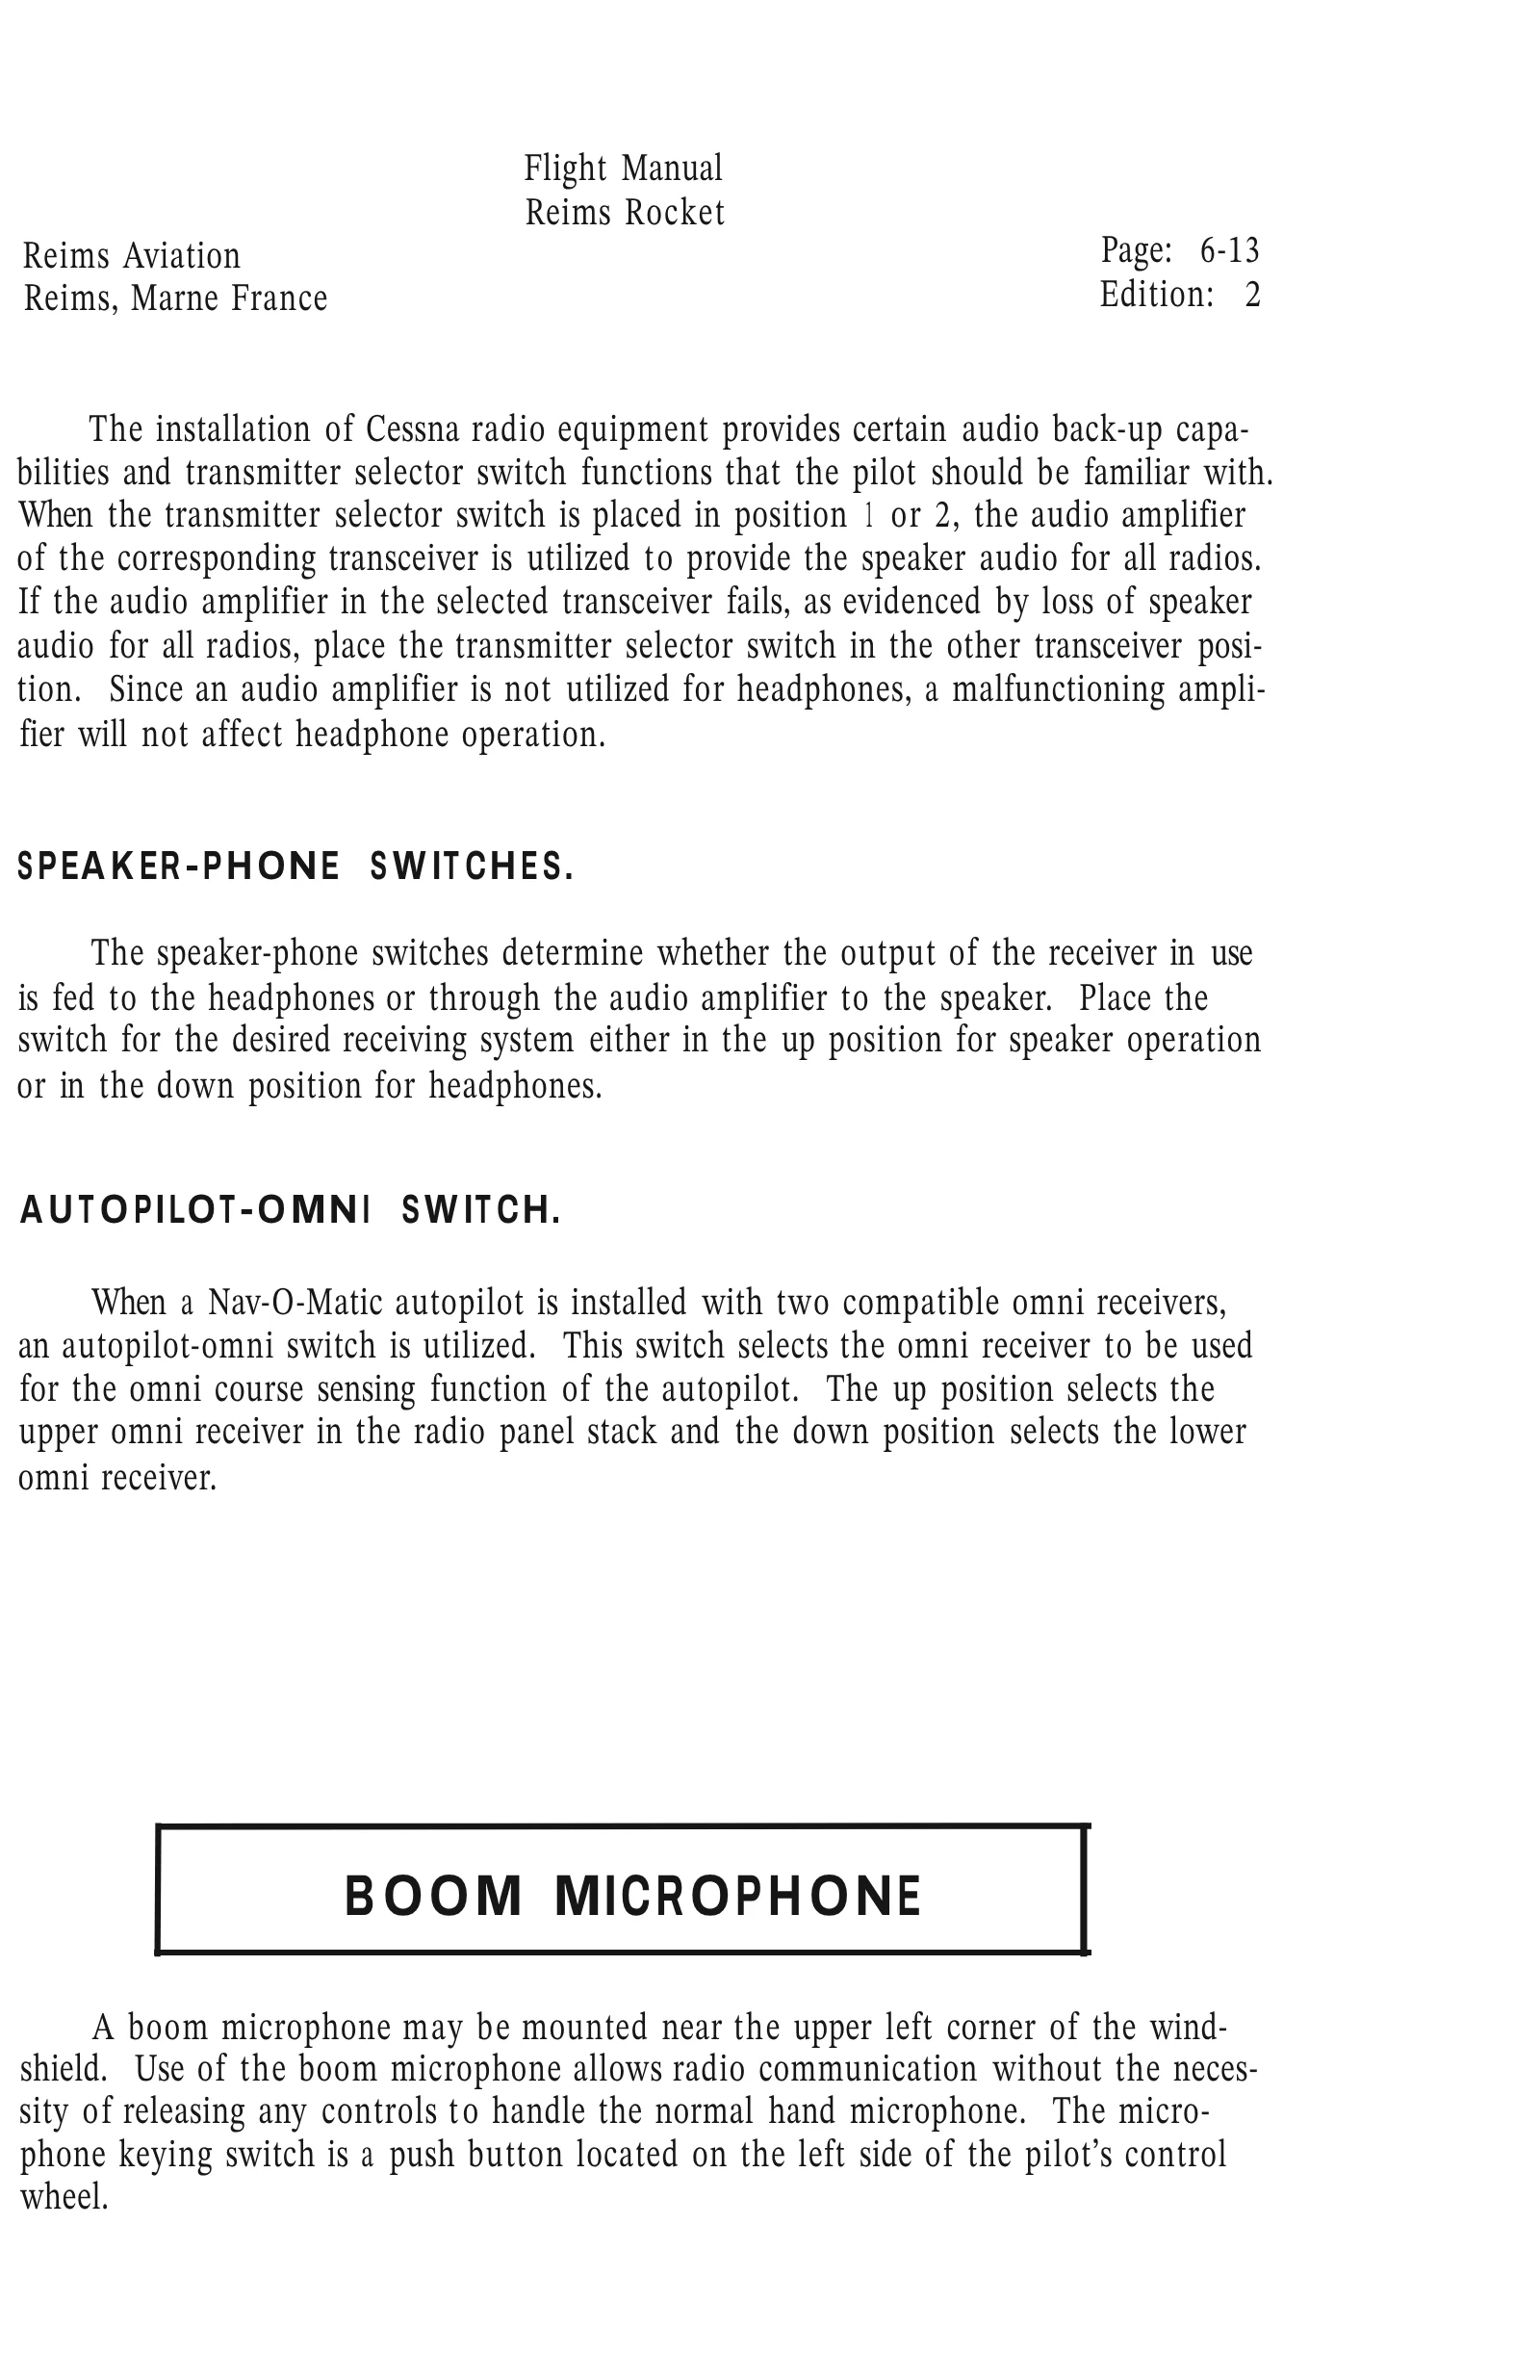 Flight Manual
Reims Rocket
Reims Aviation
Reims, Marne France
Page: 6-13
Edition: 2
The installation of Cessna radio equipment provides certain audio back-up capa-
bilities and transmitter selector switch functions that the pilot should be familiar with.
When the transmitter selector switch is placed in position 1 or 2, the audio amplifier
of the corresponding transceiver is utilized to provide the speaker audio for all radios.
If the audio amplifier in the selected transceiver fails, as evidenced by loss of speaker
audio for all radios, place the transmitter selector switch in the other transceiver posi-
tion. Since an audio amplifier is not utilized for headphones, a malfunctioning ampli-
fier will not affect headphone operation.
SPEAKER-PHONE SWITCHES.
The speaker-phone switches determine whether the output of the receiver in use
is fed to the headphones or through the audio amplifier to the speaker. Place the
switch for the desired receiving system either in the up position for speaker operation
or in the down position for headphones.
AUTOPILOT-OMNI SWITCH.
When a Nav-O-Matic autopilot is installed with two compatible omni receivers,
an autopilot-omni switch is utilized. This switch selects the omni receiver to be used
for the omni course sensing function of the autopilot. The up position selects the
upper omni receiver in the radio panel stack and the down position selects the lower
omni receiver.
BOOM MICROPHONE
A boom microphone may be mounted near the upper left corner of the wind-
shield. Use of the boom microphone allows radio communication without the neces-
sity of releasing any controls to handle the normal hand microphone. The micro-
phone keying switch is a push button located on the left side of the pilot’s control
wheel.